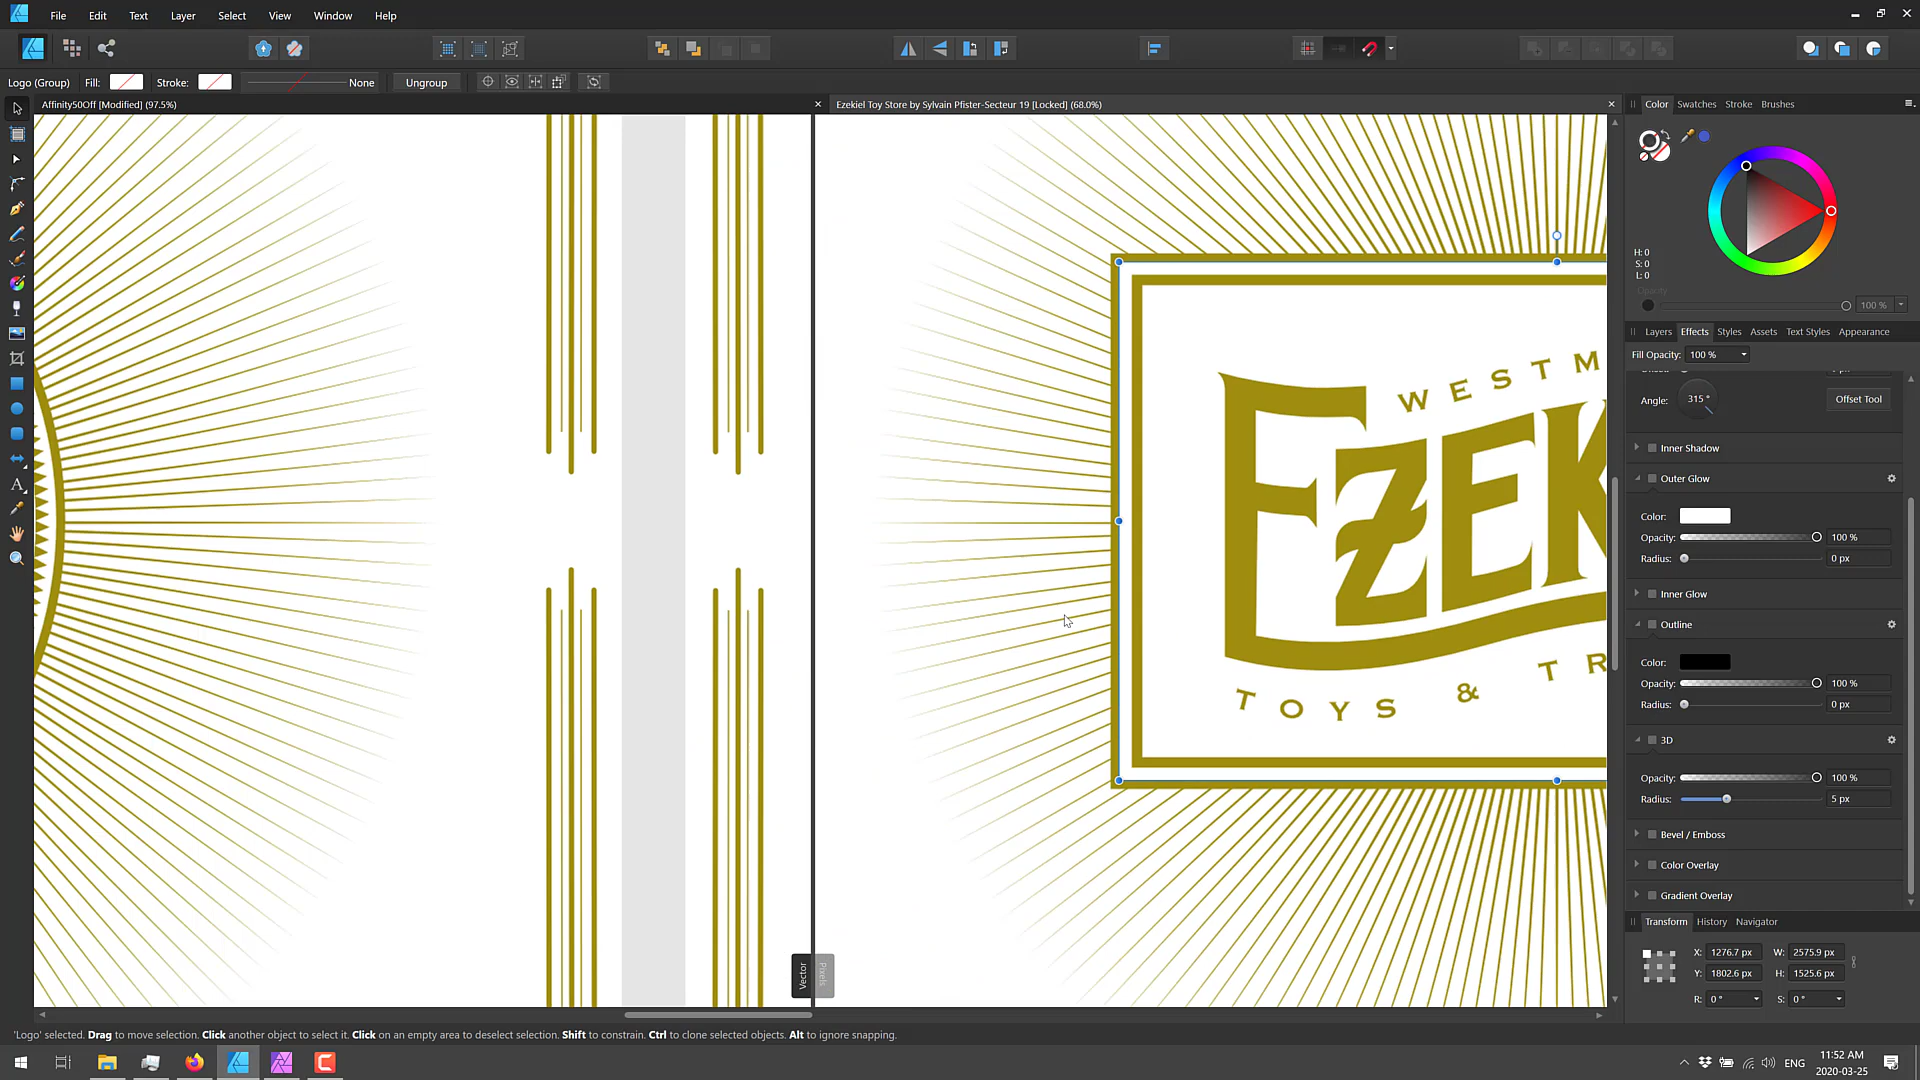 File Edit Text Layer Select View Window Help
Logo (Group) Fill: Stroke: None Ungroup
Affinity50Off [Modified] (97.5%)
Ezekiel Toy Store by Sylvain Pfister-Secteur 19 [Locked] (68.0%)
Color Swatches Stroke Brushes
H: 0
S: 0
L: 0
Opacity
100 %
Layers Effects Styles Assets Text Styles Appearance
Fill Opacity: 100 %
Angle: 315 ° Offset Tool
Inner Shadow
Outer Glow
Color:
Opacity: 100 %
Radius: 0 px
Inner Glow
Outline
Color:
Opacity: 100 %
Radius: 0 px
3D
Opacity: 100 %
Radius: 5 px
Bevel / Emboss
Color Overlay
Gradient Overlay
Transform History Navigator
X: 1276.7 px W: 2575.9 px
Y: 1802.6 px H: 1525.6 px
R: 0 ° S: 0 °
WESTM
EZEK
TOYS & TR
Vector
Pixels
'Logo' selected. Drag to move selection. Click another object to select it. Click on an empty area to deselect selection. Shift to constrain. Ctrl to clone selected objects. Alt to ignore snapping.
ENG
11:52 AM
2020-03-25